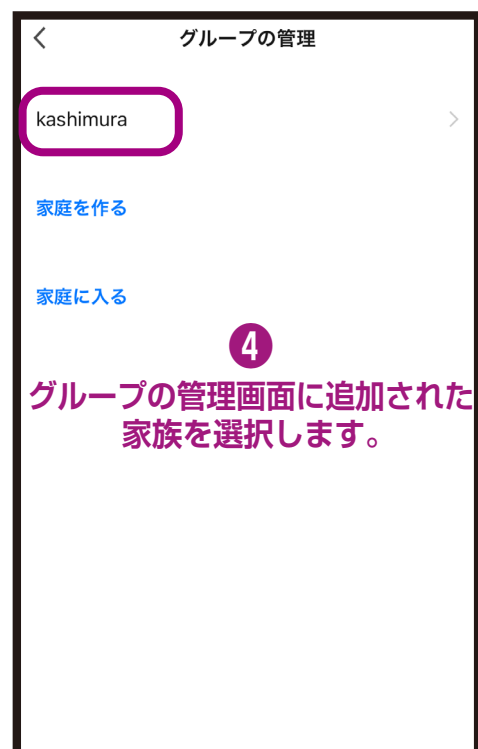 グループの管理
kashimura
家庭を作る
家庭に入る
❹
グループの管理画面に追加された
家族を選択します。